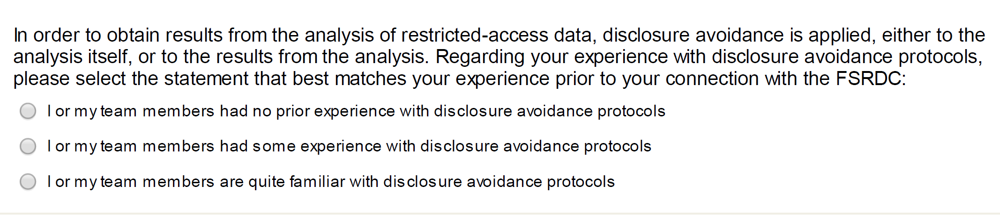 In order to obtain results from the analysis of restricted-access data, disclosure avoidance is applied, either to the
analysis itself, or to the results from the analysis. Regarding your experience with disclosure avoidance protocols,
please select the statement that best matches your experience prior to your connection with the FSRDC:
I or my team members had no prior experience with disclosure avoidance protocols
I or my team members had some experience with disclosure avoidance protocols
I or my team members are quite familiar with disclosure avoidance protocols